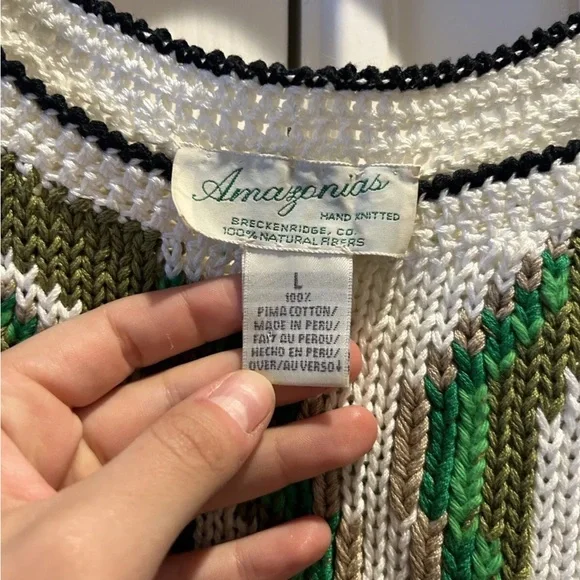 Amazonias
HAND KNITTED
BRECKENRIDGE, CO.
100% NATURAL FIBERS
L
100%
PIMA COTTON/
MADE IN PERU/
FAIT AU PEROU/
HECHO EN PERU/
OVER/AU VERSO↓